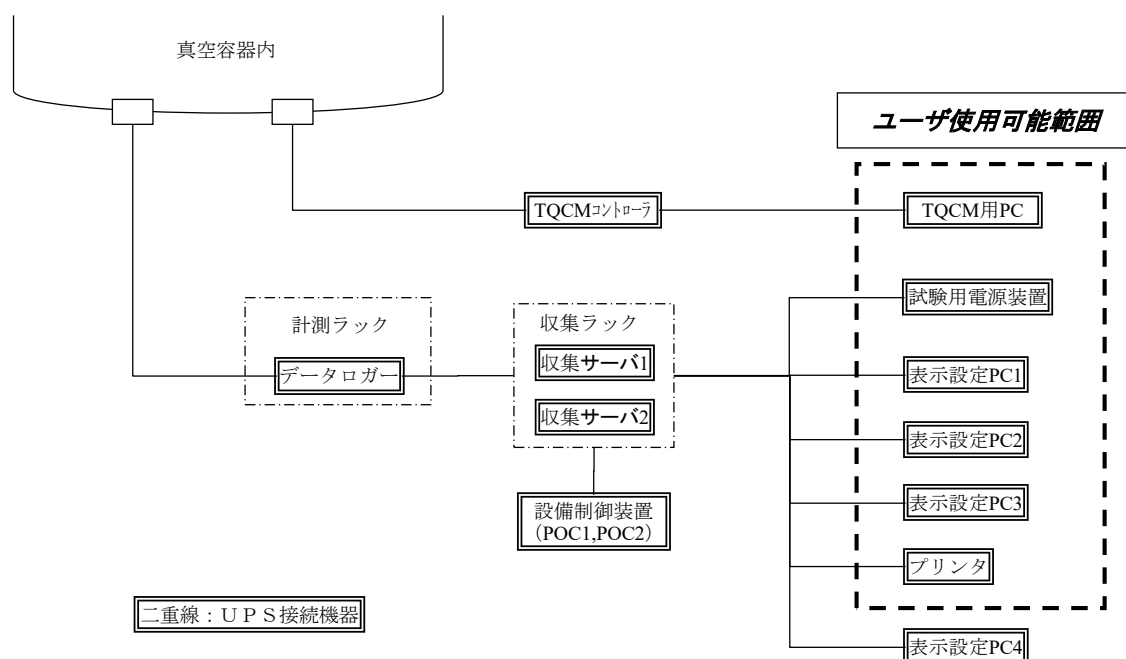 真空容器内
ユーザ使用可能範囲
TQCMｺﾝﾄﾛｰﾗ
TQCM用PC
試験用電源装置
計測ラック
収集ラック
データロガー
収集サーバ1
表示設定PC1
収集サーバ2
表示設定PC2
設備制御装置
（POC1,POC2）
表示設定PC3
プリンタ
二重線：ＵＰＳ接続機器
表示設定PC4